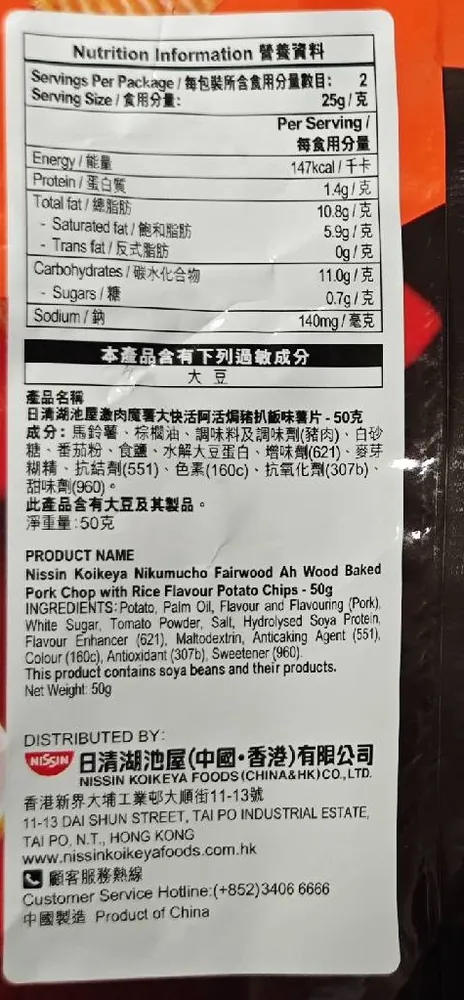 Nutrition Information 營養資料
Servings Per Package / 每包裝所含食用分量數目： 2
Serving Size / 食用分量： 25g / 克
Per Serving /
每食用分量
Energy / 能量 147kcal / 千卡
Protein / 蛋白質 1.4g / 克
Total fat / 總脂肪 10.8g / 克
- Saturated fat / 飽和脂肪 5.9g / 克
- Trans fat / 反式脂肪 0g / 克
Carbohydrates / 碳水化合物 11.0g / 克
- Sugars / 糖 0.7g / 克
Sodium / 鈉 140mg / 毫克
本產品含有下列過敏成分
大 豆
產品名稱
日清湖池屋激肉魔薯大快活阿活焗豬扒飯味薯片 - 50克
成分：馬鈴薯、棕櫚油、調味料及調味劑(豬肉)、白砂
糖、番茄粉、食鹽、水解大豆蛋白、增味劑(621)、麥芽
糊精、抗結劑(551)、色素(160c)、抗氧化劑(307b)、
甜味劑(960)。
此產品含有大豆及其製品。
淨重量:50克
PRODUCT NAME
Nissin Koikeya Nikumucho Fairwood Ah Wood Baked
Pork Chop with Rice Flavour Potato Chips - 50g
INGREDIENTS:Potato, Palm Oil, Flavour and Flavouring (Pork),
White Sugar, Tomato Powder, Salt, Hydrolysed Soya Protein,
Flavour Enhancer (621), Maltodextrin, Anticaking Agent (551),
Colour (160c), Antioxidant (307b), Sweetener (960).
This product contains soya beans and their products.
Net Weight: 50g
DISTRIBUTED BY:
NISSIN 日清湖池屋(中國•香港)有限公司
NISSIN KOIKEYA FOODS (CHINA&HK) CO., LTD.
香港新界大埔工業邨大順街11-13號
11-13 DAI SHUN STREET, TAI PO INDUSTRIAL ESTATE,
TAI PO, N.T., HONG KONG
www.nissinkoikeyafoods.com.hk
顧客服務熱線
Customer Service Hotline:(+852)3406 6666
中國製造 Product of China